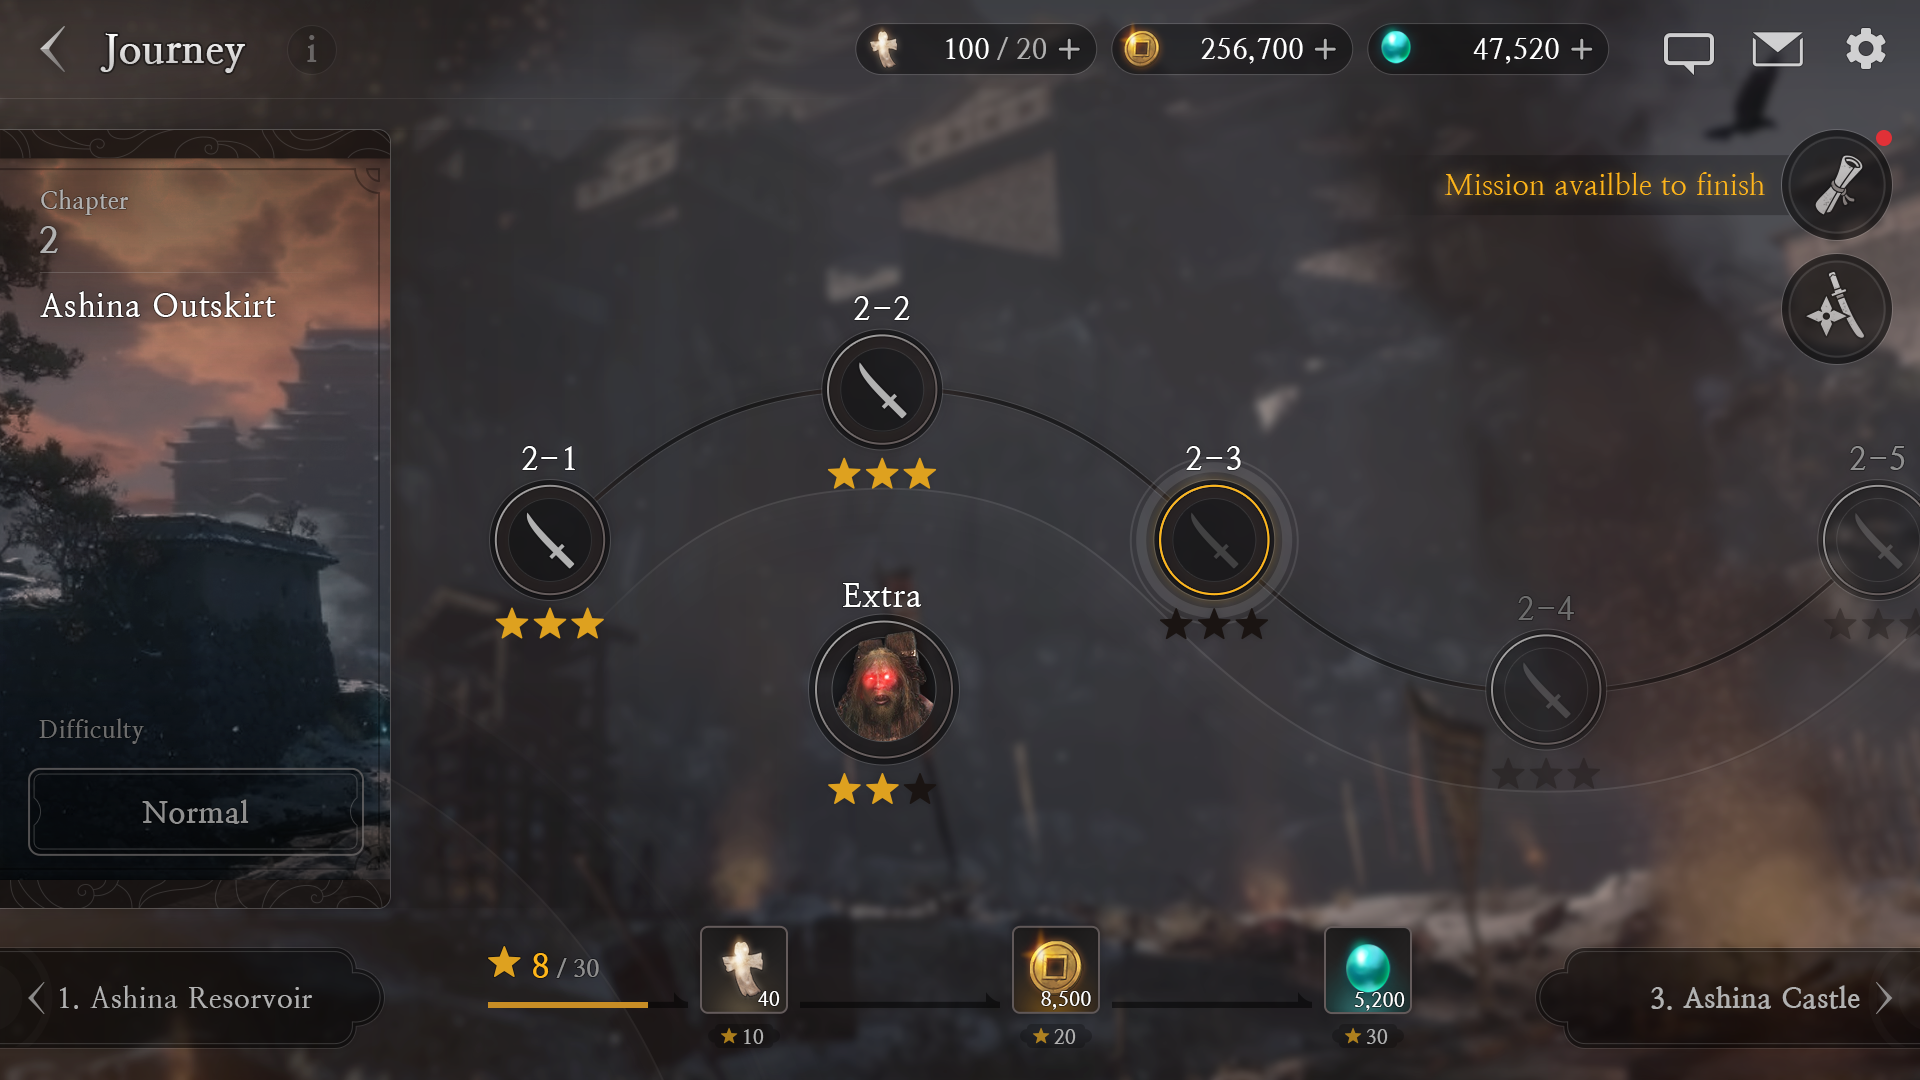 Journey
i
100 / 20 +
256,700 +
47,520 +
Mission availble to finish
Chapter
2
Ashina Outskirt
Difficulty
Normal
2-1
2-2
2-3
2-4
2-5
Extra
8 / 30
40
10
8,500
20
5,200
30
1. Ashina Resorvoir
3. Ashina Castle